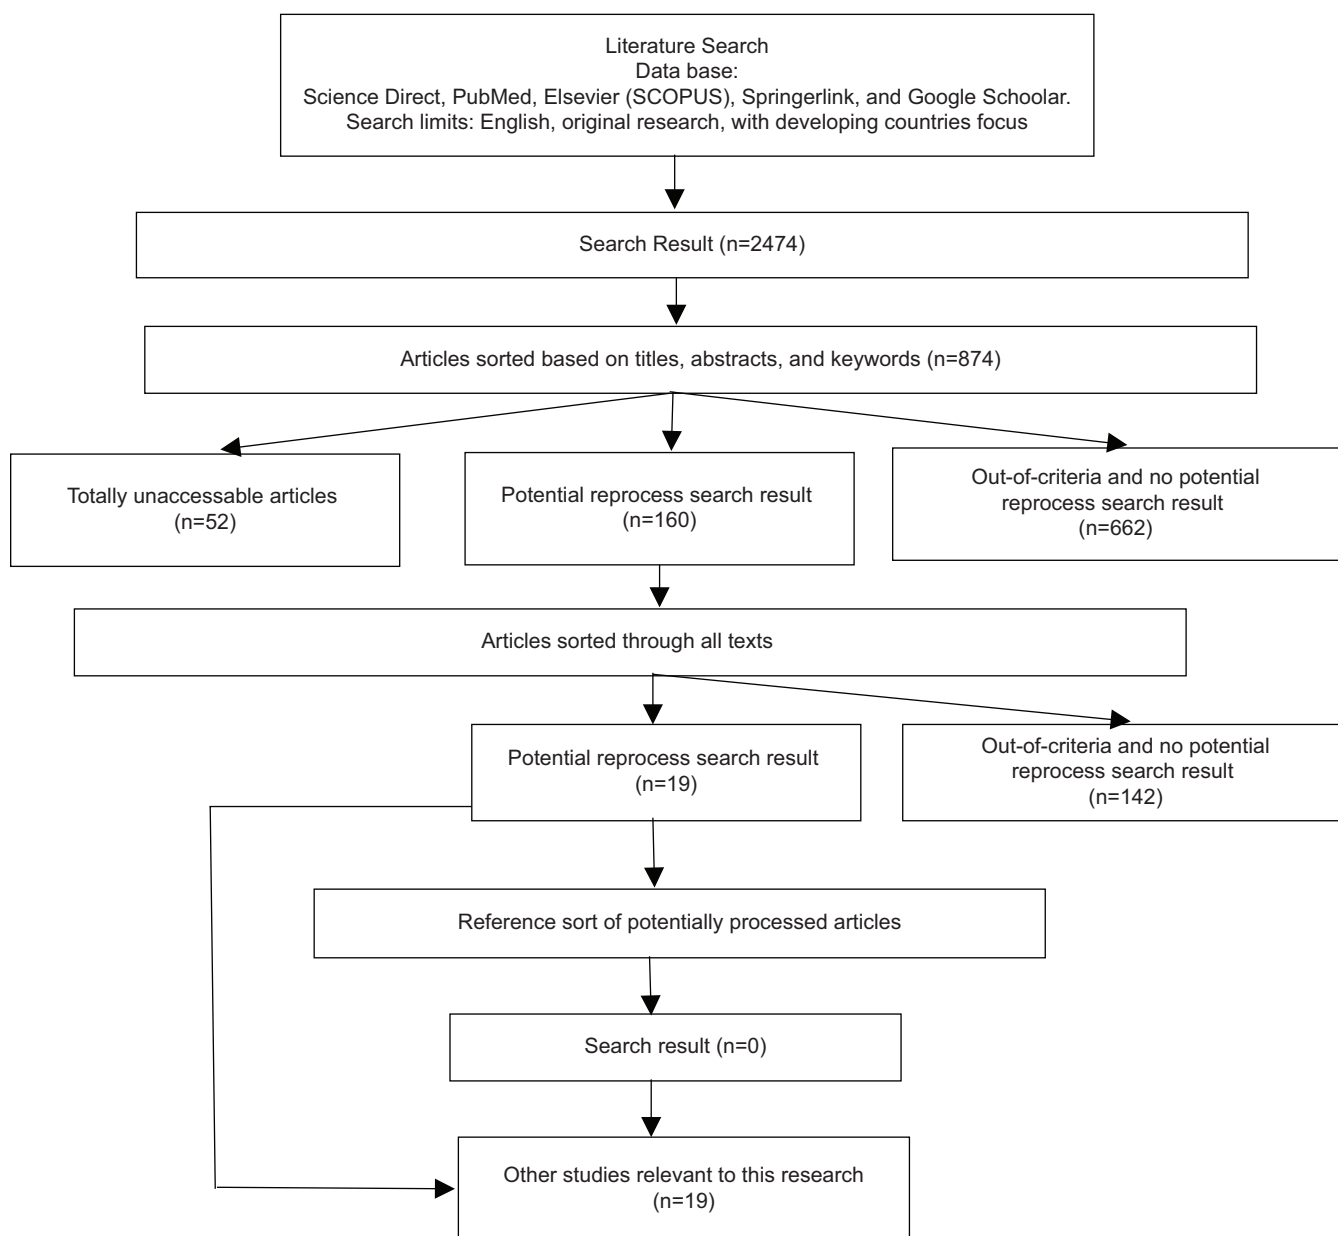 Literature Search
Data base:
Science Direct, PubMed, Elsevier (SCOPUS), Springerlink, and Google Schoolar.
Search limits: English, original research, with developing countries focus
Search Result (n=2474)
Articles sorted based on titles, abstracts, and keywords (n=874)
Totally unaccessable articles
(n=52)
Potential reprocess search result
(n=160)
Out-of-criteria and no potential
reprocess search result
(n=662)
Articles sorted through all texts
Potential reprocess search result
(n=19)
Out-of-criteria and no potential
reprocess search result
(n=142)
Reference sort of potentially processed articles
Search result (n=0)
Other studies relevant to this research
(n=19)